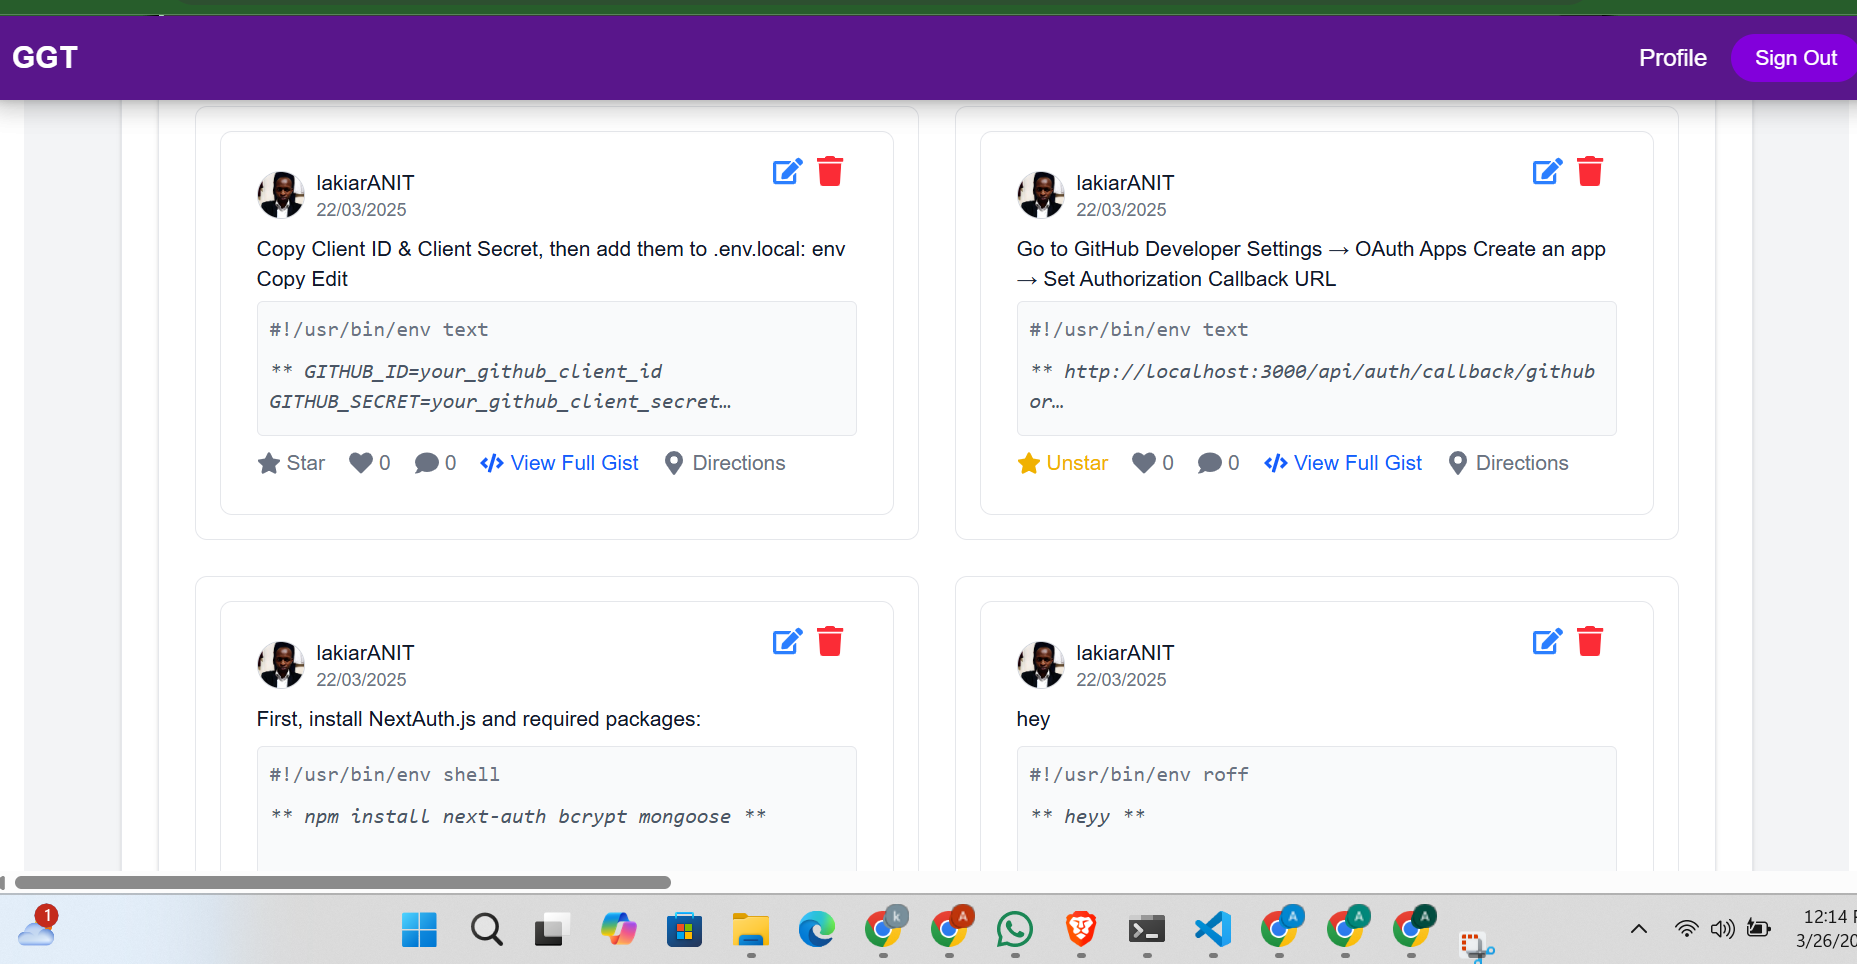 GGT
Profile
Sign Out
lakiarANIT
22/03/2025
Copy Client ID & Client Secret, then add them to .env.local: env
Copy Edit
#!/usr/bin/env text
** GITHUB_ID=your_github_client_id
GITHUB_SECRET=your_github_client_secret…
Star
0
0
View Full Gist
Directions
lakiarANIT
22/03/2025
Go to GitHub Developer Settings → OAuth Apps Create an app
→ Set Authorization Callback URL
#!/usr/bin/env text
** http://localhost:3000/api/auth/callback/github
or…
Unstar
0
0
View Full Gist
Directions
lakiarANIT
22/03/2025
First, install NextAuth.js and required packages:
#!/usr/bin/env shell
** npm install next-auth bcrypt mongoose **
lakiarANIT
22/03/2025
hey
#!/usr/bin/env roff
** heyy **
1
k
A
A
A
A
12:14
3/26/20